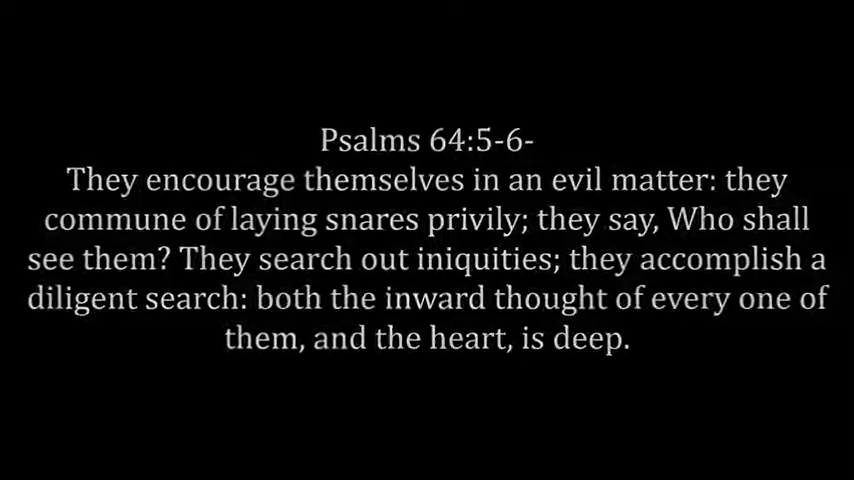 Psalms 64:5-6-
They encourage themselves in an evil matter: they
commune of laying snares privily; they say, Who shall
see them? They search out iniquities; they accomplish a
diligent search: both the inward thought of every one of
them, and the heart, is deep.